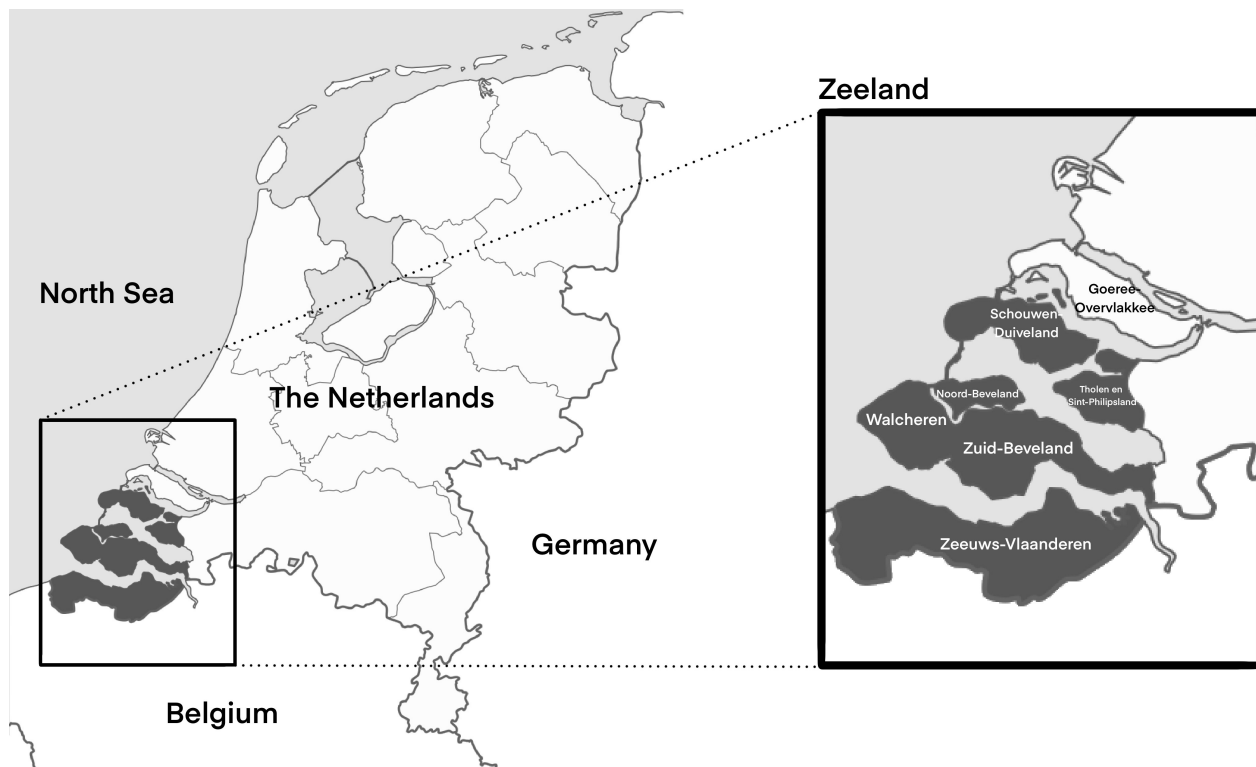 Zeeland
North Sea
Goeree-
Overvlakkee
Schouwen-
Duiveland
The Netherlands
Noord-Beveland
Tholen en
Sint-Philipsland
Walcheren
Zuid-Beveland
Germany
Zeeuws-Vlaanderen
Belgium